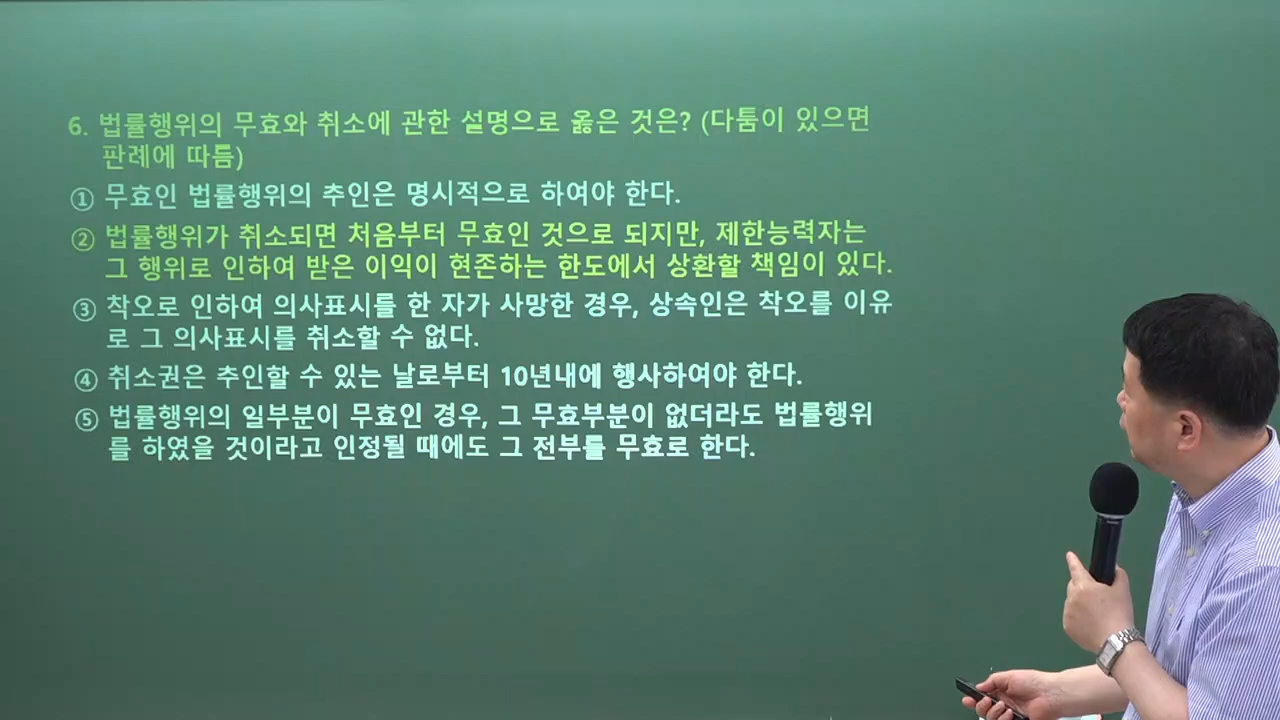 6. 법률행위의 무효와 취소에 관한 설명으로 옳은 것은? (다툼이 있으면
판례에 따름)
① 무효인 법률행위의 추인은 명시적으로 하여야 한다.
② 법률행위가 취소되면 처음부터 무효인 것으로 되지만, 제한능력자는
그 행위로 인하여 받은 이익이 현존하는 한도에서 상환할 책임이 있다.
③ 착오로 인하여 의사표시를 한 자가 사망한 경우, 상속인은 착오를 이유
로 그 의사표시를 취소할 수 없다.
④ 취소권은 추인할 수 있는 날로부터 10년내에 행사하여야 한다.
⑤ 법률행위의 일부분이 무효인 경우, 그 무효부분이 없더라도 법률행위
를 하였을 것이라고 인정될 때에도 그 전부를 무효로 한다.